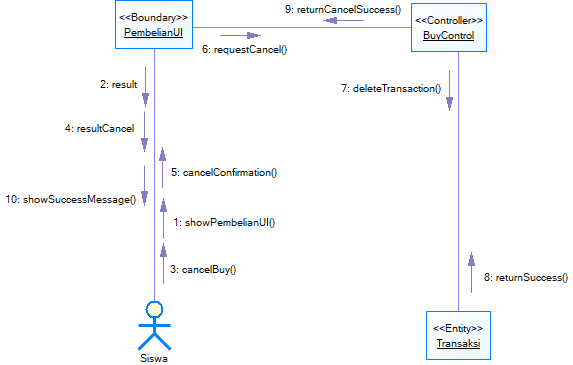 9: returnCancelSuccess()
<<Boundary>>
PembelianUI
<<Controller>>
BuyControl
6: requestCancel()
2: result
7: deleteTransaction()
4: resultCancel
5: cancelConfirmation()
10: showSuccessMessage()
1: showPembelianUI()
3: cancelBuy()
8: returnSuccess()
<<Entity>>
Transaksi
Siswa